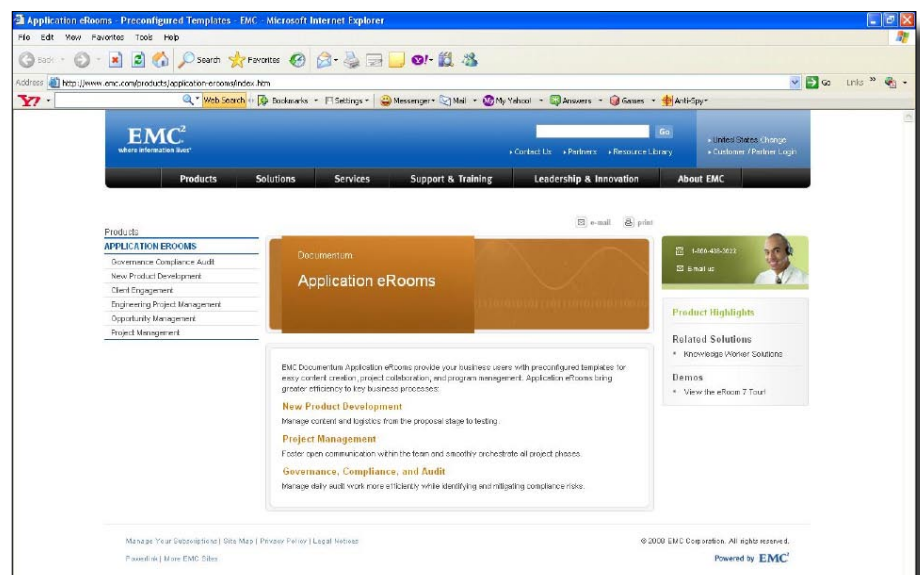 Application eRooms - Preconfigured Templates - EMC - Microsoft Internet Explorer
File Edit View Favorites Tools Help
Back Search Favorites
Address http://www.emc.com/products/application-erooms/index.htm Go Links
Y! Web Search Bookmarks Settings Messenger Mail My Yahoo! Answers Games Anti-Spy
EMC²
where information lives®
Go
United States Change
Contact Us Partners Resource Library
Customer / Partner Login
Products Solutions Services Support & Training Leadership & Innovation About EMC
e-mail print
Products
APPLICATION EROOMS
Governance Compliance Audit
New Product Development
Client Engagement
Engineering Project Management
Opportunity Management
Project Management
Documentum
Application eRooms
E-mail us
Product Highlights
Related Solutions
Knowledge Worker Solutions
Demos
View the eRoom 7 Tour!
EMC Documentum Application eRooms provide your business users with preconfigured templates for
easy content creation, project collaboration, and program management. Application eRooms bring
greater efficiency to key business processes:
New Product Development
Manage content and logistics from the proposal stage to testing.
Project Management
Foster open communication within the team and smoothly orchestrate all project phases.
Governance, Compliance, and Audit
Manage daily audit work more efficiently while identifying and mitigating compliance risks.
Manage Your Subscriptions | Site Map | Privacy Policy | Legal Notices
© 2008 EMC Corporation. All rights reserved.
Powerlink | More EMC Sites
Powered by EMC²